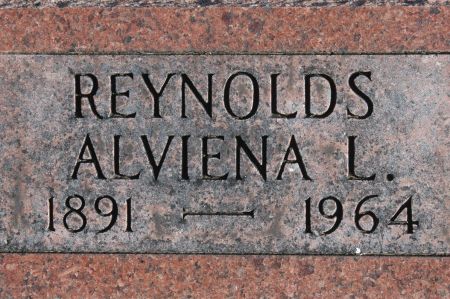 REYNOLDS
ALVIENA L.
1891 — 1964